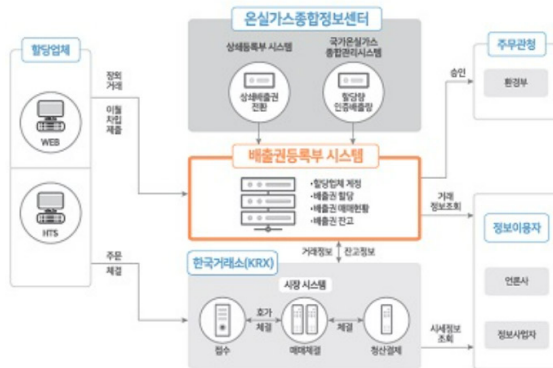 온실가스종합정보센터
상쇄등록부 시스템
국가온실가스
종합관리시스템
상쇄배출권
전환
할당량
인증배출량
할당업체
WEB
HTS
장외
거래
이월
차입
제출
주문
체결
배출권등록부 시스템
•할당업체 계정
•배출권 할당
•배출권 매매현황
•배출권 잔고
거래정보
잔고정보
한국거래소(KRX)
시장 시스템
접수
호가
체결
매매체결
체결
청산결제
승인
주무관청
환경부
거래
정보조회
정보이용자
언론사
정보사업자
시세정보
조회